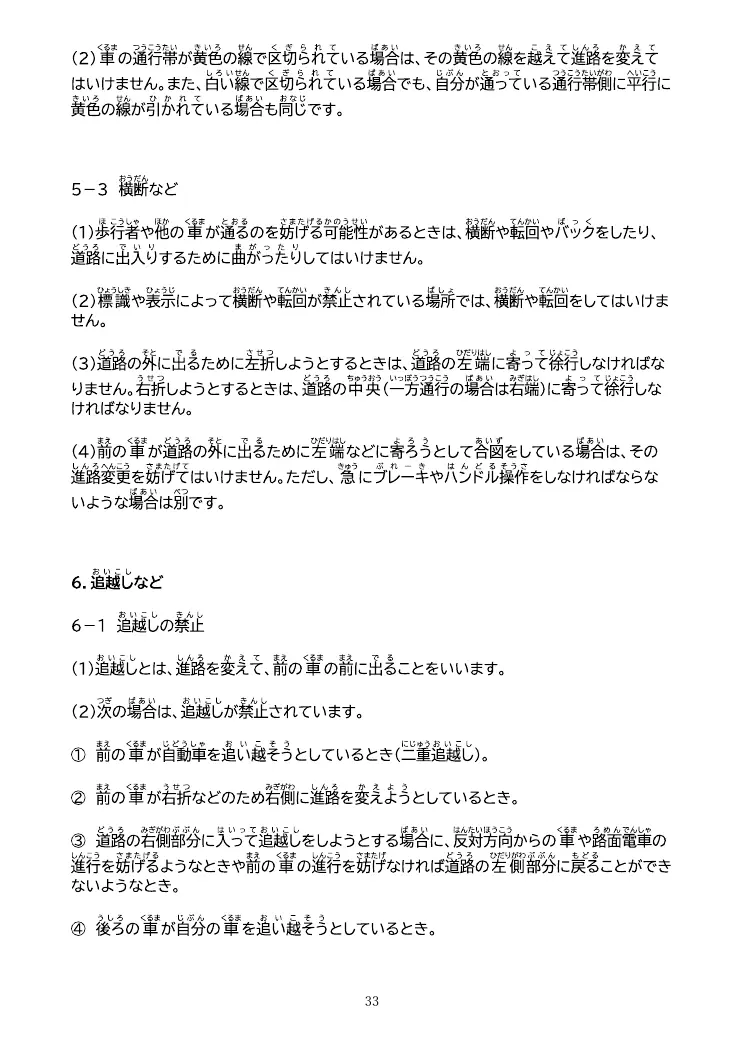 （2）車の通行帯が黄色の線で区切られている場合は、その黄色の線を越えて進路を変えて
はいけません。また、白い線で区切られている場合でも、自分が通っている通行帯側に平行に
黄色の線が引かれている場合も同じです。
5－3　横断など
（1）歩行者や他の車が通るのを妨げる可能性があるときは、横断や転回やバックをしたり、
道路に出入りするために曲がったりしてはいけません。
（2）標識や表示によって横断や転回が禁止されている場所では、横断や転回をしてはいけま
せん。
（3）道路の外に出るために左折しようとするときは、道路の左端に寄って徐行しなければな
りません。右折しようとするときは、道路の中央（一方通行の場合は右端）に寄って徐行しな
ければなりません。
（4）前の車が道路の外に出るために左端などに寄ろうとして合図をしている場合は、その
進路変更を妨げてはいけません。ただし、急にブレーキやハンドル操作をしなければならな
いような場合は別です。
6．追越しなど
6－1　追越しの禁止
（1）追越しとは、進路を変えて、前の車の前に出ることをいいます。
（2）次の場合は、追越しが禁止されています。
①　前の車が自動車を追い越そうとしているとき（二重追越し）。
②　前の車が右折などのため右側に進路を変えようとしているとき。
③　道路の右側部分に入って追越しをしようとする場合に、反対方向からの車や路面電車の
進行を妨げるようなときや前の車の進行を妨げなければ道路の左側部分に戻ることができ
ないようなとき。
④　後ろの車が自分の車を追い越そうとしているとき。
33